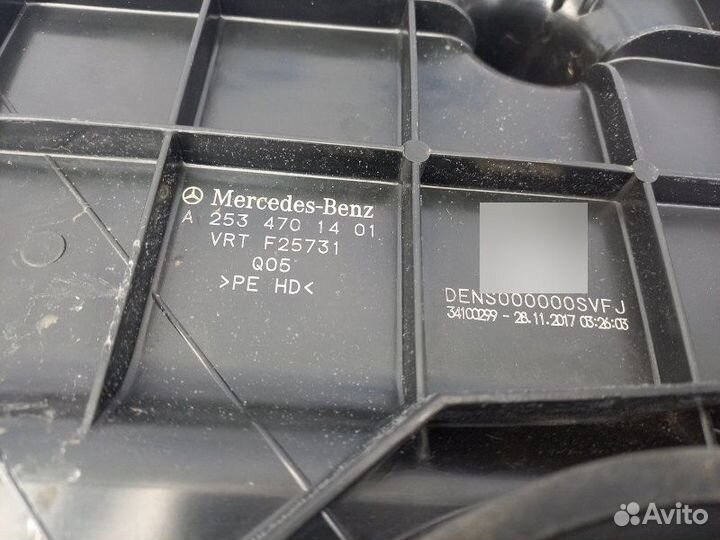 Mercedes-Benz
A 253 470 14 01
VRT F25731
Q05
>PE HD<
DENS000000SVFJ
34100299 - 28.11.2017 03:26:03
Avito